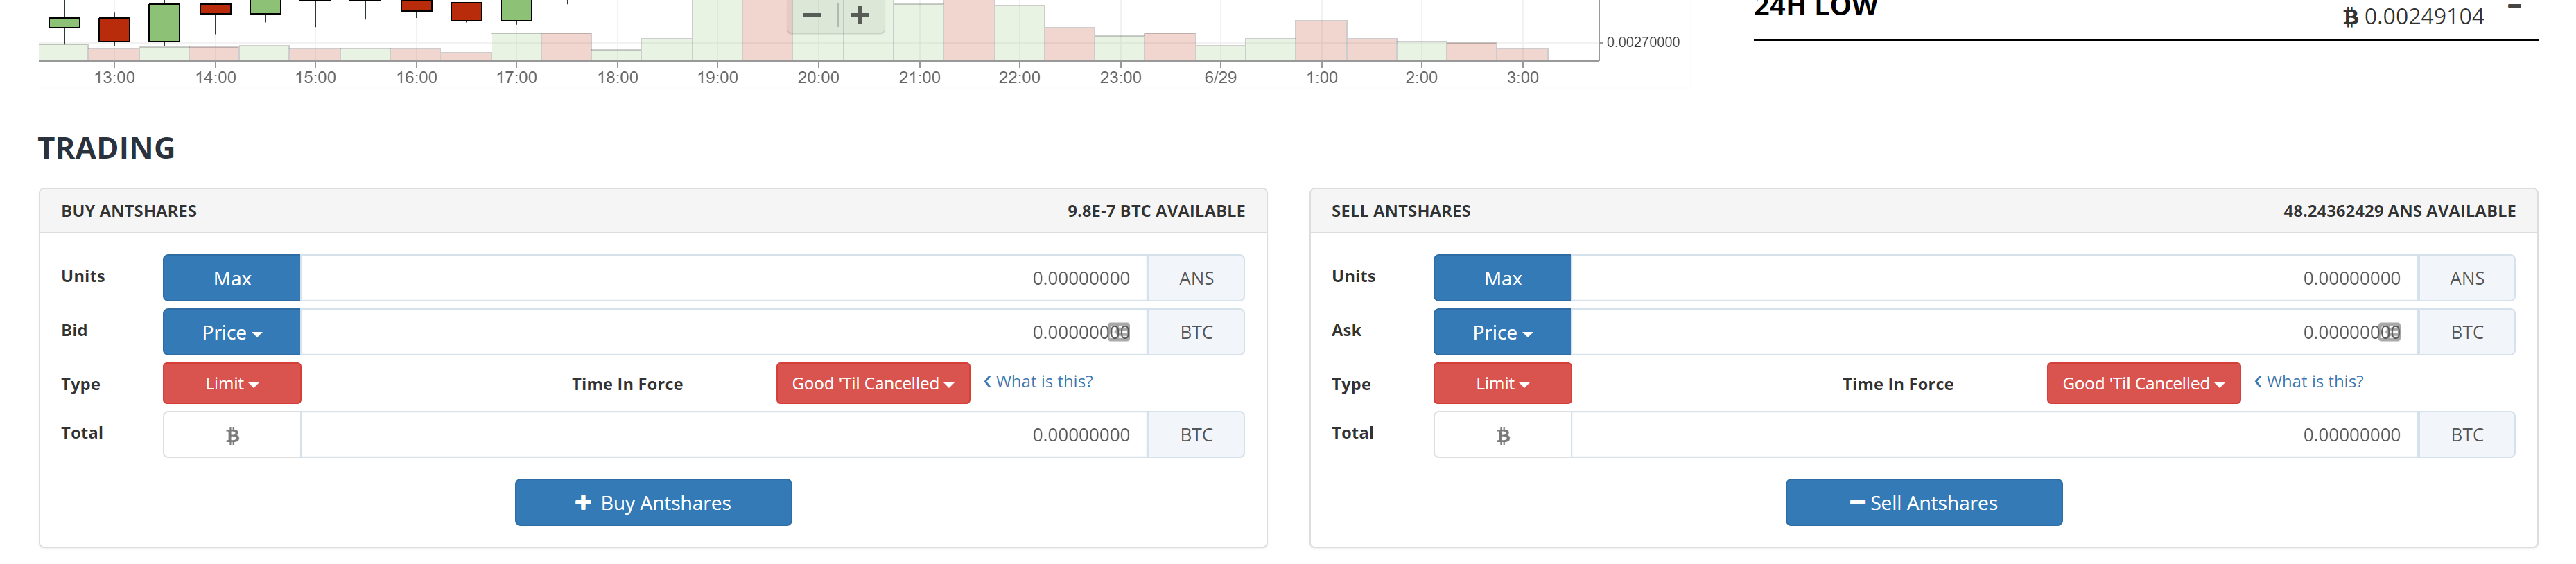 24H LOW
฿ 0.00249104
0.00270000
13:00 14:00 15:00 16:00 17:00 18:00 19:00 20:00 21:00 22:00 23:00 6/29 1:00 2:00 3:00
TRADING
BUY ANTSHARES 9.8E-7 BTC AVAILABLE
Units Max 0.00000000 ANS
Bid Price 0.00000000 BTC
Type Limit Time In Force Good 'Til Cancelled What is this?
Total ฿ 0.00000000 BTC
+ Buy Antshares
SELL ANTSHARES 48.24362429 ANS AVAILABLE
Units Max 0.00000000 ANS
Ask Price 0.00000000 BTC
Type Limit Time In Force Good 'Til Cancelled What is this?
Total ฿ 0.00000000 BTC
− Sell Antshares